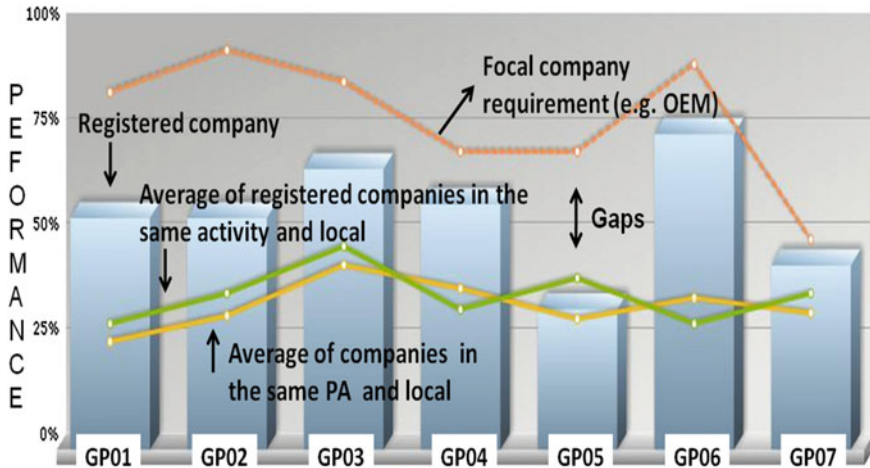 100%
75%
50%
25%
0%
PEFORMANCE
Focal company
requirement (e.g. OEM)
Registered company
Average of registered companies in the
same activity and local
Gaps
Average of companies in
the same PA and local
GP01 GP02 GP03 GP04 GP05 GP06 GP07